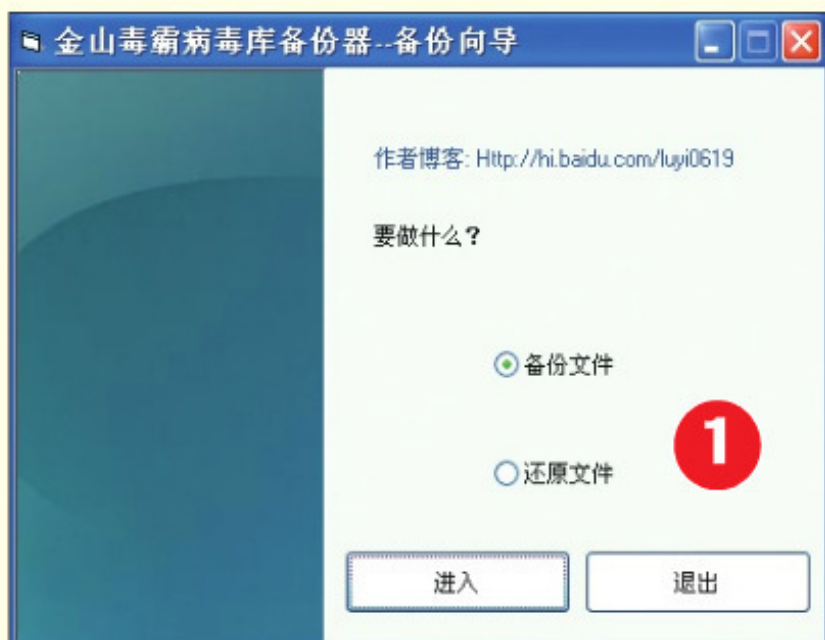 金山毒霸病毒库备份器--备份向导
作者博客: Http://hi.baidu.com/luyi0619
要做什么?
备份文件
1
还原文件
进入 退出